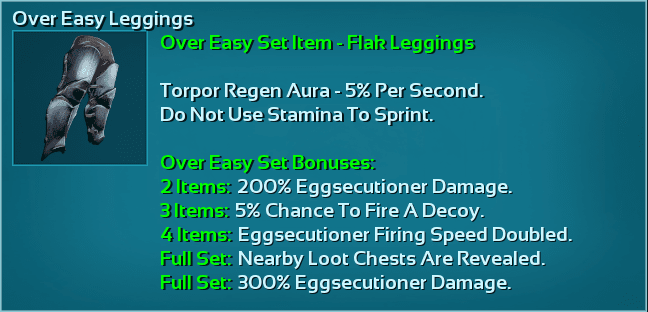 Over Easy Leggings
Over Easy Set Item - Flak Leggings
Torpor Regen Aura - 5% Per Second.
Do Not Use Stamina To Sprint.
Over Easy Set Bonuses:
2 Items: 200% Eggsecutioner Damage.
3 Items: 5% Chance To Fire A Decoy.
4 Items: Eggsecutioner Firing Speed Doubled.
Full Set: Nearby Loot Chests Are Revealed.
Full Set: 300% Eggsecutioner Damage.